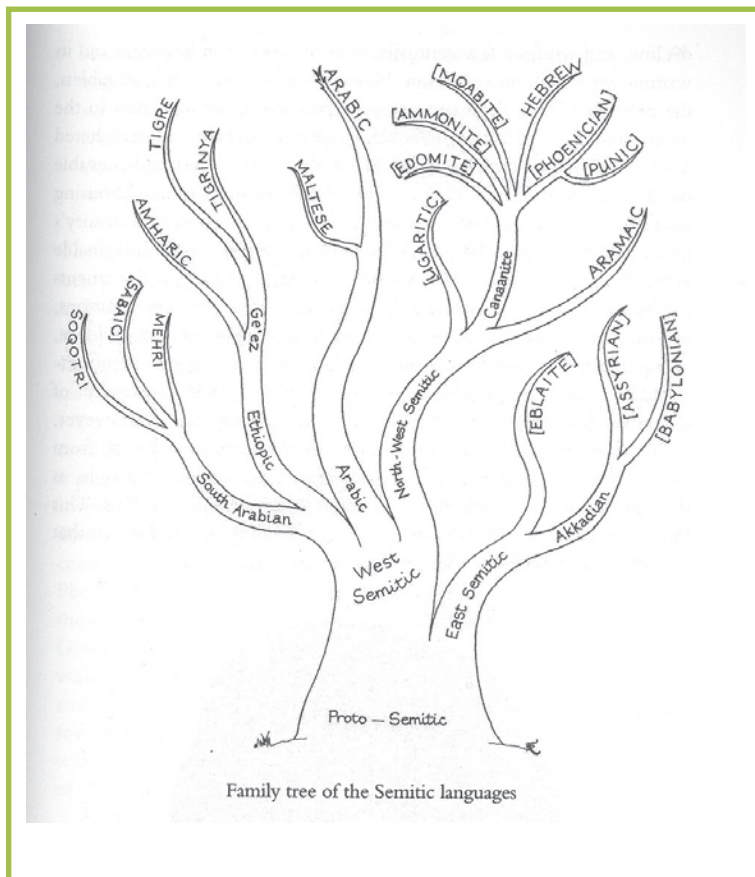 TIGRE
TIGRINYA
AMHARIC
[SABAIC]
SOQOTRI
MEHRI
ARABIC
MALTESE
[MOABITE]
[AMMONITE]
[EDOMITE]
HEBREW
[PHOENICIAN]
[PUNIC]
[UGARITIC]
ARAMAIC
Canaanite
Ge'ez
Ethiopic
South Arabian
Arabic
North-West Semitic
[EBLAITE]
[ASSYRIAN]
[BABYLONIAN]
Akkadian
East Semitic
West
Semitic
Proto – Semitic
Family tree of the Semitic languages